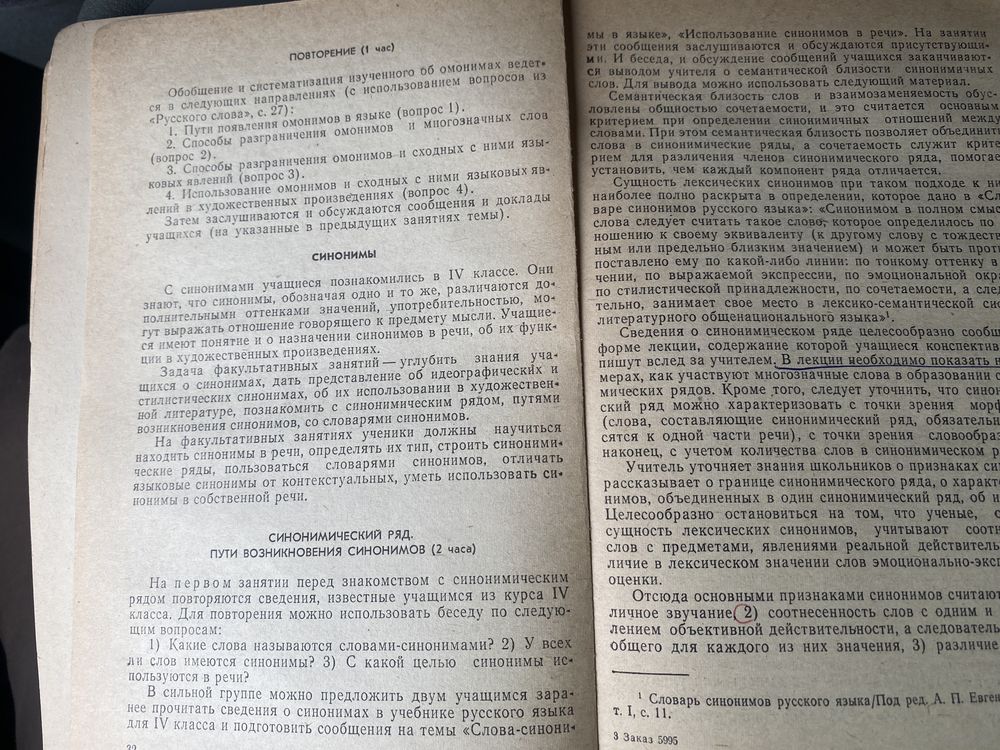 ПОВТОРЕНИЕ (1 час)
Обобщение и систематизация изученного об омонимах ведет-
ся в следующих направлениях (с использованием вопросов из
«Русского слова», с. 27):
1. Пути появления омонимов в языке (вопрос 1).
2. Способы разграничения омонимов и многозначных слов
(вопрос 2).
3. Способы разграничения омонимов и сходных с ними язы-
ковых явлений (вопрос 3).
4. Использование омонимов и сходных с ними языковых яв-
лений в художественных произведениях (вопрос 4).
Затем заслушиваются и обсуждаются сообщения и доклады
учащихся (на указанные в предыдущих занятиях темы).
СИНОНИМЫ
С синонимами учащиеся познакомились в IV классе. Они
знают, что синонимы, обозначая одно и то же, различаются до-
полнительными оттенками значений, употребительностью, мо-
гут выражать отношение говорящего к предмету мысли. Учащие-
ся имеют понятие и о назначении синонимов в речи, об их функ-
ции в художественных произведениях.
Задача факультативных занятий — углубить знания уча-
щихся о синонимах, дать представление об идеографических и
стилистических синонимах, об их использовании в художествен-
ной литературе, познакомить с синонимическим рядом, путями
возникновения синонимов, со словарями синонимов.
На факультативных занятиях ученики должны научиться
находить синонимы в речи, определять их тип, строить синоними-
ческие ряды, пользоваться словарями синонимов, отличать
языковые синонимы от контекстуальных, уметь использовать си-
нонимы в собственной речи.
СИНОНИМИЧЕСКИЙ РЯД.
ПУТИ ВОЗНИКНОВЕНИЯ СИНОНИМОВ (2 часа)
На первом занятии перед знакомством с синонимическим
рядом повторяются сведения, известные учащимся из курса IV
класса. Для повторения можно использовать беседу по следую-
щим вопросам:
1) Какие слова называются словами-синонимами? 2) У всех
ли слов имеются синонимы? 3) С какой целью синонимы ис-
пользуются в речи?
В сильной группе можно предложить двум учащимся зара-
нее прочитать сведения о синонимах в учебнике русского языка
для IV класса и подготовить сообщения на темы «Слова-синони-
32
мы в языке», «Использование синонимов в речи». На занятии
эти сообщения заслушиваются и обсуждаются присутствующи-
ми. И беседа, и обсуждение сообщений учащихся заканчивают-
ся выводом учителя о семантической близости синонимичных
слов. Для вывода можно использовать следующий материал.
Семантическая близость слов и взаимозаменяемость обус-
ловлены общностью сочетаемости, и это считается основным
критерием при определении синонимичных отношений между
словами. При этом семантическая близость позволяет объединить
слова в синонимические ряды, а сочетаемость служит крите-
рием для различения членов синонимического ряда, помогает
установить, чем каждый компонент ряда отличается.
Сущность лексических синонимов при таком подходе к ни
наиболее полно раскрыта в определении, которое дано в «Сл
варе синонимов русского языка»: «Синонимом в полном смыс
слова следует считать такое слово, которое определилось по
ношению к своему эквиваленту (к другому слову с тождеств
ным или предельно близким значением) и может быть проти
поставлено ему по какой-либо линии: по тонкому оттенку в
чении, по выражаемой экспрессии, по эмоциональной окра
по стилистической принадлежности, по сочетаемости, а след
тельно, занимает свое место в лексико-семантической сис
литературного общенационального языка»¹.
Сведения о синонимическом ряде целесообразно сообщ
форме лекции, содержание которой учащиеся конспектив
пишут вслед за учителем. В лекции необходимо показать н
мерах, как участвуют многозначные слова в образовании с
мических рядов. Кроме того, следует уточнить, что синон
ский ряд можно характеризовать с точки зрения морф
(слова, составляющие синонимический ряд, обязательн
сятся к одной части речи), с точки зрения словообраз
наконец, с учетом количества слов в синонимическом р
Учитель уточняет знания школьников о признаках си
рассказывает о границе синонимического ряда, о характ
нимов, объединенных в один синонимический ряд, об и
Целесообразно остановиться на том, что ученые, с
сущность лексических синонимов, учитывают соотн
слов с предметами, явлениями реальной действитель
личие в лексическом значении слов эмоционально-эксп
оценки.
Отсюда основными признаками синонимов считают
личное звучание 2) соотнесенность слов с одним и
лением объективной действительности, а следователь
общего для каждого из них значения, 3) различие
¹ Словарь синонимов русского языка/Под ред. А. П. Евген
т. I, с. 11.
3 Заказ 5995